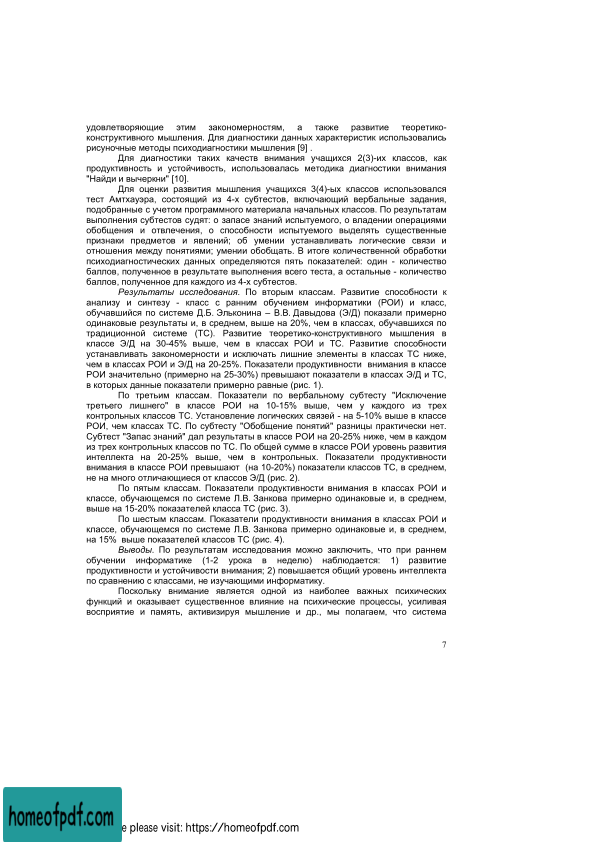 удовлетворяющие этим закономерностям, а также развитие теоретико-
конструктивного мышления. Для диагностики данных характеристик использовались
рисуночные методы психодиагностики мышления [9] .
Для диагностики таких качеств внимания учащихся 2(3)-их классов, как
продуктивность и устойчивость, использовалась методика диагностики внимания
"Найди и вычеркни" [10].
Для оценки развития мышления учащихся 3(4)-ых классов использовался
тест Амтхауэра, состоящий из 4-х субтестов, включающий вербальные задания,
подобранные с учетом программного материала начальных классов. По результатам
выполнения субтестов судят: о запасе знаний испытуемого, о владении операциями
обобщения и отвлечения, о способности испытуемого выделять существенные
признаки предметов и явлений; об умении устанавливать логические связи и
отношения между понятиями; умении обобщать. В итоге количественной обработки
психодиагностических данных определяются пять показателей: один - количество
баллов, полученное в результате выполнения всего теста, а остальные - количество
баллов, полученное для каждого из 4-х субтестов.
Результаты исследования. По вторым классам. Развитие способности к
анализу и синтезу - класс с ранним обучением информатики (РОИ) и класс,
обучавшийся по системе Д.Б. Эльконина – В.В. Давыдова (Э/Д) показали примерно
одинаковые результаты и, в среднем, выше на 20%, чем в классах, обучавшихся по
традиционной системе (ТС). Развитие теоретико-конструктивного мышления в
классе Э/Д на 30-45% выше, чем в классах РОИ и ТС. Развитие способности
устанавливать закономерности и исключать лишние элементы в классах ТС ниже,
чем в классах РОИ и Э/Д на 20-25%. Показатели продуктивности внимания в классе
РОИ значительно (примерно на 25-30%) превышают показатели в классах Э/Д и ТС,
в которых данные показатели примерно равные (рис. 1).
По третьим классам. Показатели по вербальному субтесту "Исключение
третьего лишнего" в классе РОИ на 10-15% выше, чем у каждого из трех
контрольных классов ТС. Установление логических связей - на 5-10% выше в классе
РОИ, чем классах ТС. По субтесту "Обобщение понятий" разницы практически нет.
Субтест "Запас знаний" дал результаты в классе РОИ на 20-25% ниже, чем в каждом
из трех контрольных классов по ТС. По общей сумме в классе РОИ уровень развития
интеллекта на 20-25% выше, чем в контрольных. Показатели продуктивности
внимания в классе РОИ превышают (на 10-20%) показатели классов ТС, в среднем,
не на много отличающиеся от классов Э/Д (рис. 2).
По пятым классам. Показатели продуктивности внимания в классах РОИ и
классе, обучаемся по системе Л.В. Занкова примерно одинаковые и, в среднем,
выше на 15-20% показателей класса ТС (рис. 3).
По шестым классам. Показатели продуктивности внимания в классах РОИ и
классе, обучаемся по системе Л.В. Занкова примерно одинаковые и, в среднем,
на 15% выше показателей классов ТС (рис. 4).
Выводы. По результатам исследования можно заключить, что при раннем
обучении информатике (1-2 урока в неделю) наблюдается: 1) развитие
продуктивности и устойчивости внимания; 2) повышается общий уровень интеллекта
по сравнению с классами, не изучающими информатику.
Поскольку внимание является одной из наиболее важных психических
функций и оказывает существенное влияние на психические процессы, усиливая
восприятие и память, активизируя мышление и др., мы полагаем, что система
7
homeofpdf.com
e please visit: https://homeofpdf.com